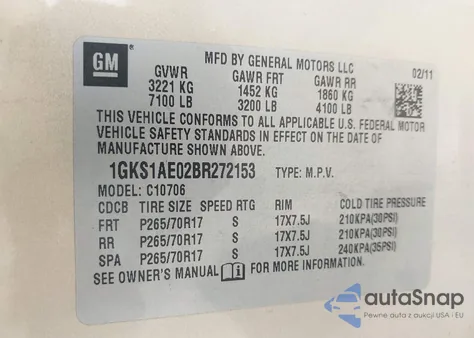 GM
MFD BY GENERAL MOTORS LLC
02/11
GVWR GAWR FRT GAWR RR
3221 KG 1452 KG 1860 KG
7100 LB 3200 LB 4100 LB
THIS VEHICLE CONFORMS TO ALL APPLICABLE U.S. FEDERAL MOTOR
VEHICLE SAFETY STANDARDS IN EFFECT ON THE DATE OF
MANUFACTURE SHOWN ABOVE.
1GKS1AE02BR272153 TYPE: M.P.V.
MODEL: C10706
CDCB TIRE SIZE SPEED RTG RIM COLD TIRE PRESSURE
FRT P265/70R17 S 17X7.5J 210KPA(30PSI)
RR P265/70R17 S 17X7.5J 210KPA(30PSI)
SPA P265/70R17 S 17X7.5J 240KPA(35PSI)
SEE OWNER'S MANUAL FOR MORE INFORMATION.
autoSnap
Pewne auta z aukcji USA i EU